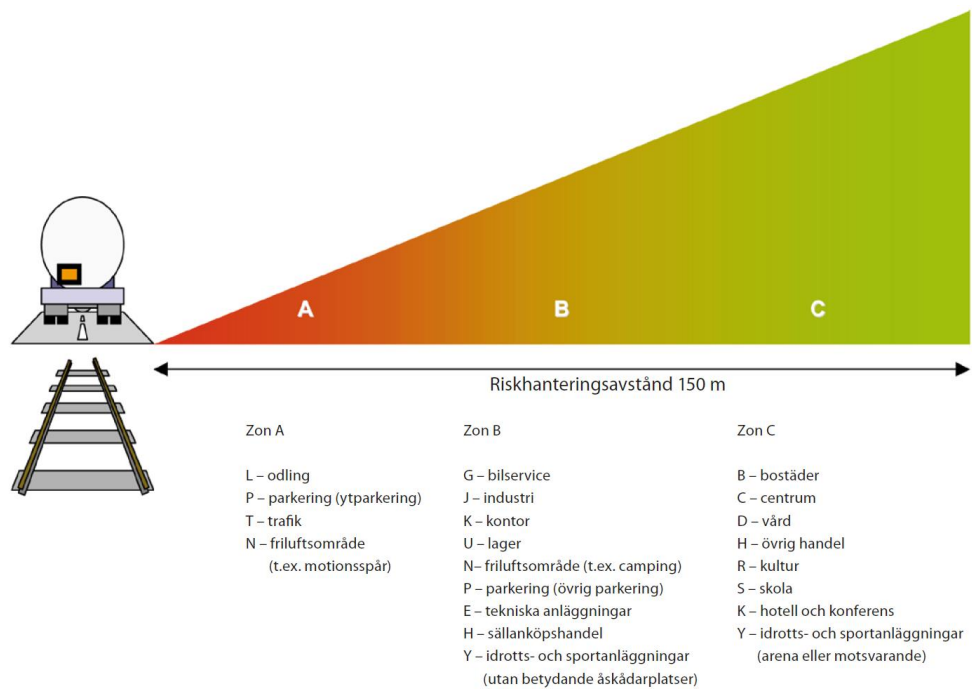 A
B
C
Riskhanteringsavstånd 150 m
Zon A
L – odling
P – parkering (ytparkering)
T – trafik
N – friluftsområde
(t.ex. motionsspår)
Zon B
G – bilservice
J – industri
K – kontor
U – lager
N– friluftsområde (t.ex. camping)
P – parkering (övrig parkering)
E – tekniska anläggningar
H – sällanköpshandel
Y – idrotts- och sportanläggningar
(utan betydande åskådarplatser)
Zon C
B – bostäder
C – centrum
D – vård
H – övrig handel
R – kultur
S – skola
K – hotell och konferens
Y – idrotts- och sportanläggningar
(arena eller motsvarande)